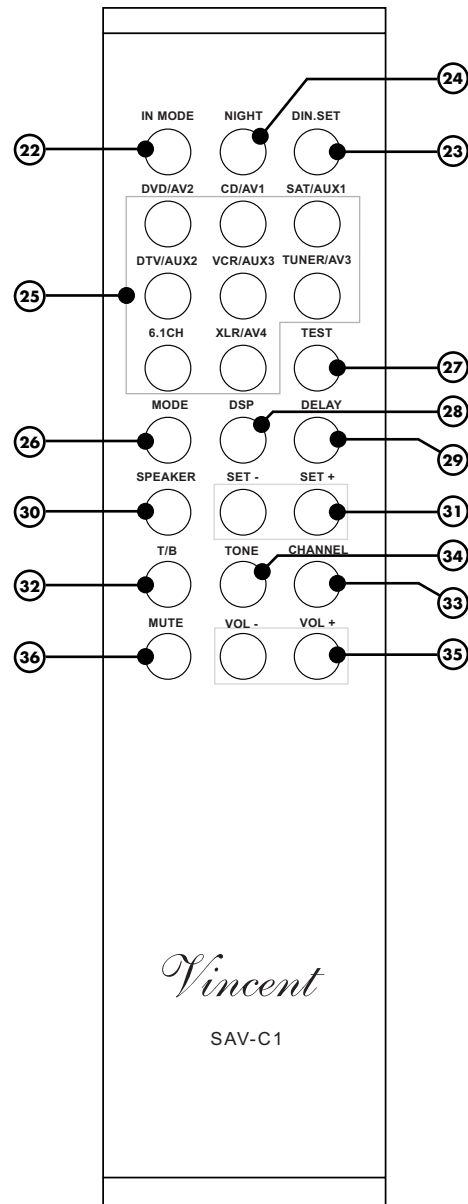 24
IN MODE NIGHT DIN.SET
22 23
DVD/AV2 CD/AV1 SAT/AUX1
DTV/AUX2 VCR/AUX3 TUNER/AV3
25
6.1CH XLR/AV4 TEST
27
MODE DSP DELAY
28
26 29
SPEAKER SET - SET +
30 31
T/B TONE CHANNEL
34
32 33
MUTE VOL - VOL +
36 35
Vincent
SAV-C1